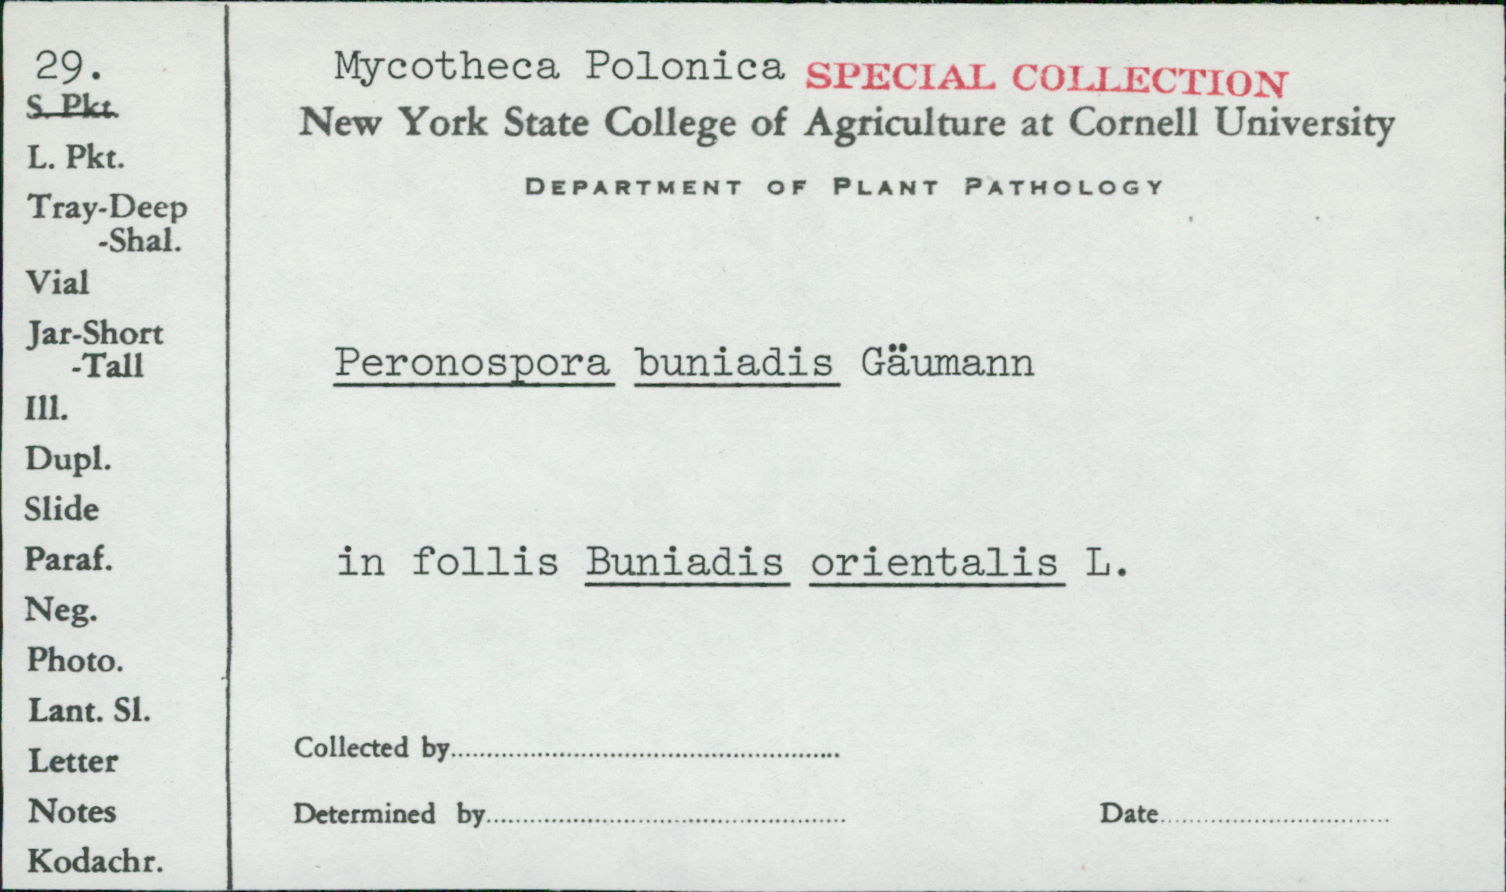 29.
S. Pkt.
L. Pkt.
Tray-Deep
-Shal.
Vial
Jar-Short
-Tall
Ill.
Dupl.
Slide
Paraf.
Neg.
Photo.
Lant. Sl.
Letter
Notes
Kodachr.
Mycotheca Polonica SPECIAL COLLECTION
New York State College of Agriculture at Cornell University
DEPARTMENT OF PLANT PATHOLOGY
Peronospora buniadis Gäumann
in follis Buniadis orientalis L.
Collected by
Determined by Date